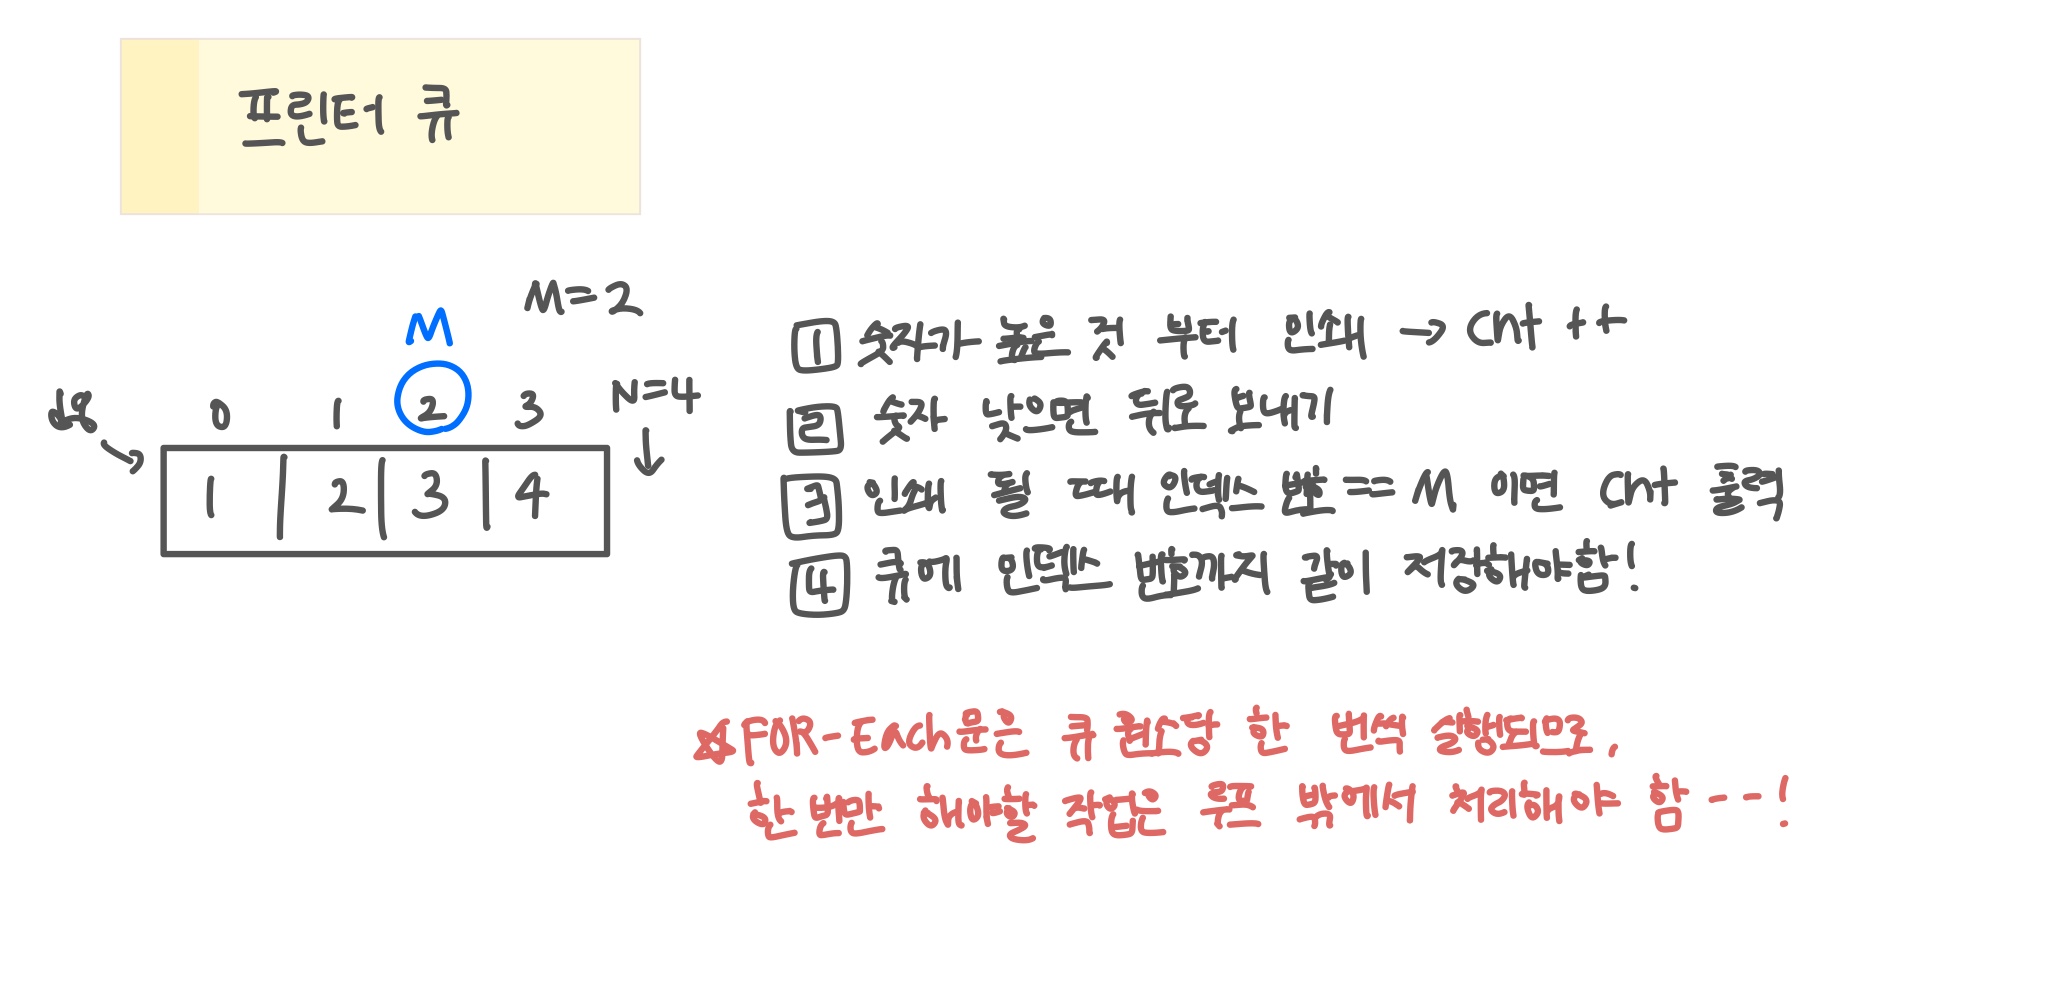 프린터 큐
M=2
M
0 1 2 3 N=4
1 2 3 4
1 숫자가 높은 것 부터 인쇄 → cnt ++
2 숫자 낮으면 뒤로 보내기
3 인쇄 될 때 인덱스 번호 == M 이면 cnt 출력
4 큐에 인덱스 번호까지 같이 저장해야함!
☆ FOR-Each문은 큐 원소당 한 번씩 실행되므로,
한 번만 해야할 작업은 루프 밖에서 처리해야 함--!